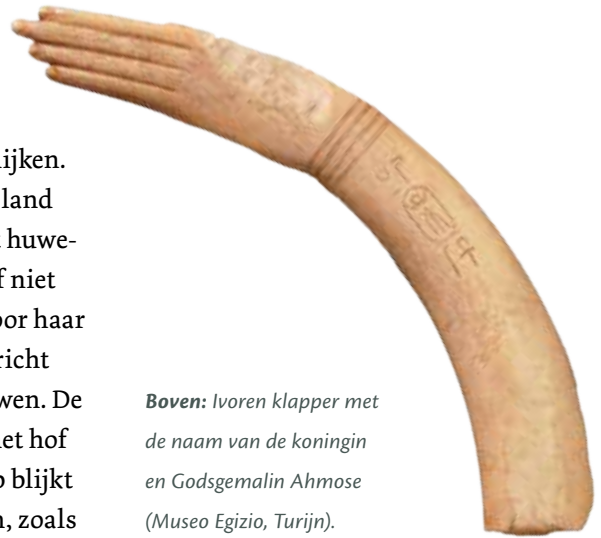 ijken.
land
huwe-
niet
oor haar
richt
wen. De
et hof
blijkt
n, zoals
Boven: Ivoren klapper met
de naam van de koningin
en Godsgemalin Ahmose
(Museo Egizio, Turijn).